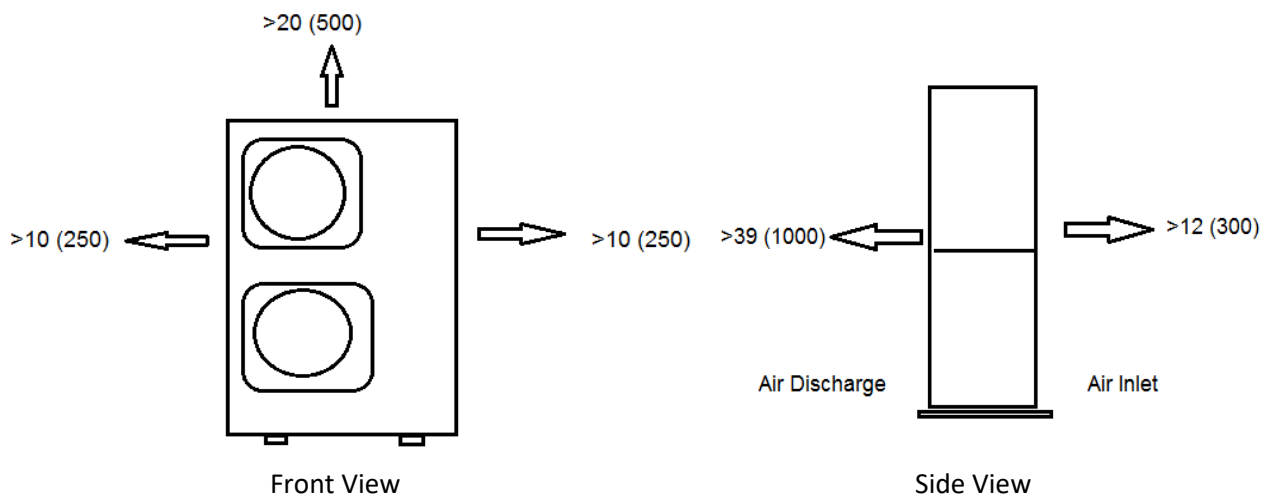 >20 (500)
>10 (250)
>10 (250)
Front View
>39 (1000)
>12 (300)
Air Discharge
Air Inlet
Side View